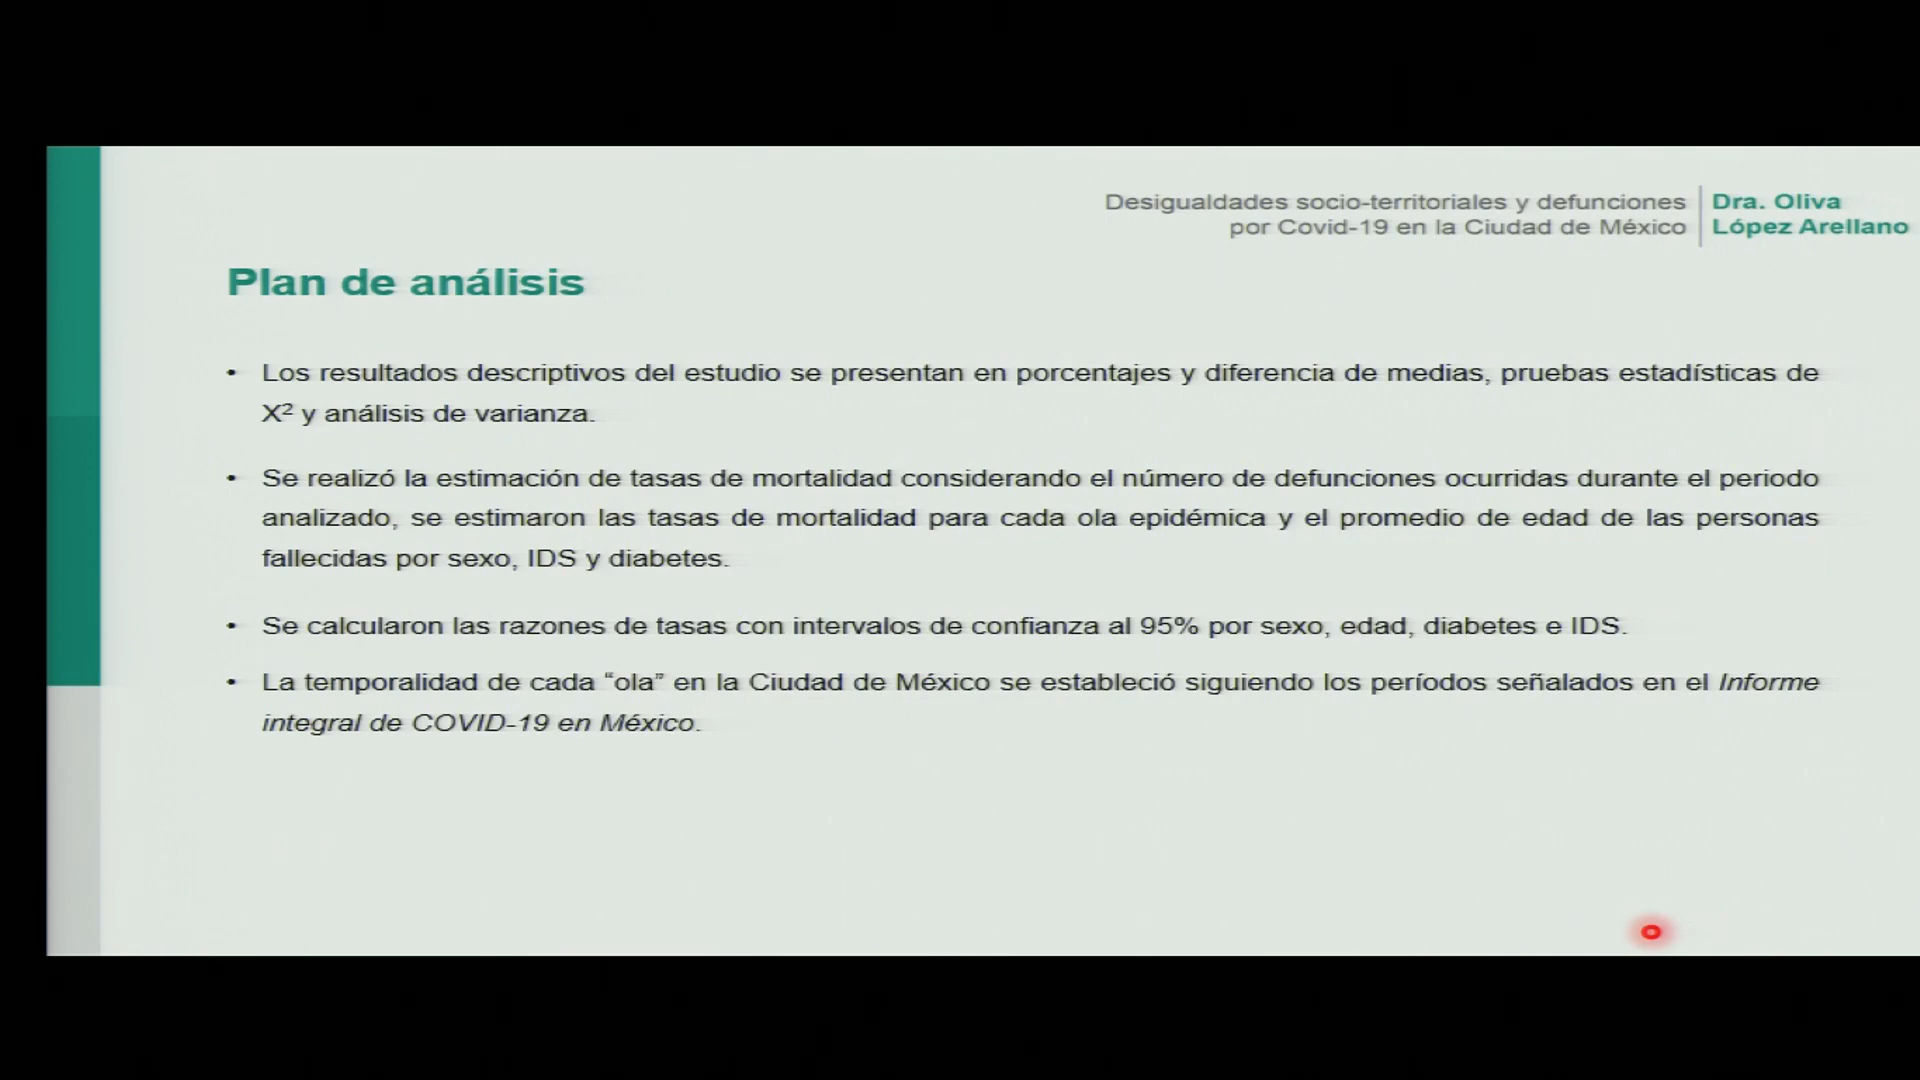 Desigualdades socio-territoriales y defunciones
por Covid-19 en la Ciudad de México
Dra. Oliva
López Arellano
Plan de análisis
• Los resultados descriptivos del estudio se presentan en porcentajes y diferencia de medias, pruebas estadísticas de
X² y análisis de varianza.
• Se realizó la estimación de tasas de mortalidad considerando el número de defunciones ocurridas durante el periodo
analizado, se estimaron las tasas de mortalidad para cada ola epidémica y el promedio de edad de las personas
fallecidas por sexo, IDS y diabetes.
• Se calcularon las razones de tasas con intervalos de confianza al 95% por sexo, edad, diabetes e IDS.
• La temporalidad de cada “ola” en la Ciudad de México se estableció siguiendo los períodos señalados en el Informe
integral de COVID-19 en México.